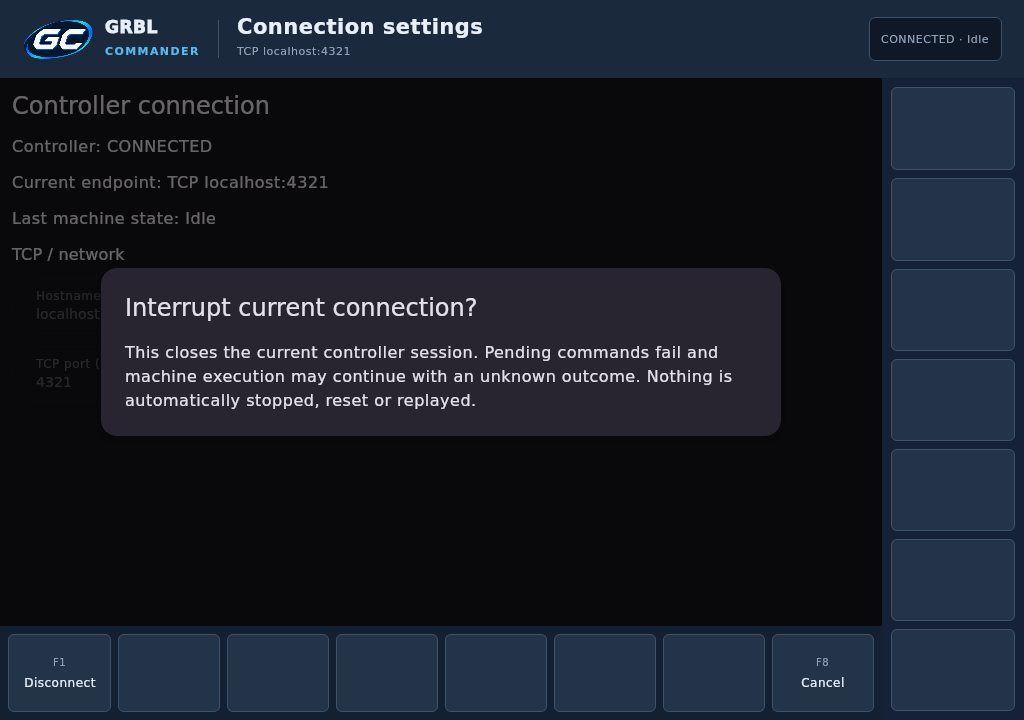 GC
GRBL
COMMANDER
Connection settings
TCP localhost:4321
CONNECTED · Idle
Controller connection
Controller: CONNECTED
Current endpoint: TCP localhost:4321
Last machine state: Idle
TCP / network
Hostname
localhost
TCP port (
4321
Interrupt current connection?
This closes the current controller session. Pending commands fail and
machine execution may continue with an unknown outcome. Nothing is
automatically stopped, reset or replayed.
F1
Disconnect
F8
Cancel